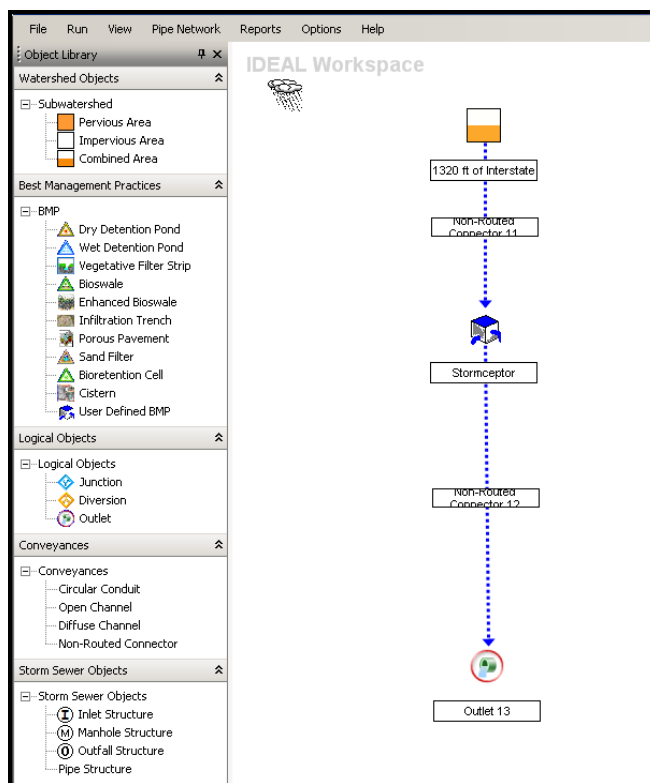 File Run View Pipe Network Reports Options Help
Object Library
Watershed Objects
Subwatershed
Pervious Area
Impervious Area
Combined Area
Best Management Practices
BMP
Dry Detention Pond
Wet Detention Pond
Vegetative Filter Strip
Bioswale
Enhanced Bioswale
Infiltration Trench
Porous Pavement
Sand Filter
Bioretention Cell
Cistern
User Defined BMP
Logical Objects
Logical Objects
Junction
Diversion
Outlet
Conveyances
Conveyances
Circular Conduit
Open Channel
Diffuse Channel
Non-Routed Connector
Storm Sewer Objects
Storm Sewer Objects
I Inlet Structure
M Manhole Structure
O Outfall Structure
Pipe Structure
IDEAL Workspace
1320 ft of Interstate
Non-Routed
Connector 11
Stormceptor
Non-Routed
Connector 12
Outlet 13